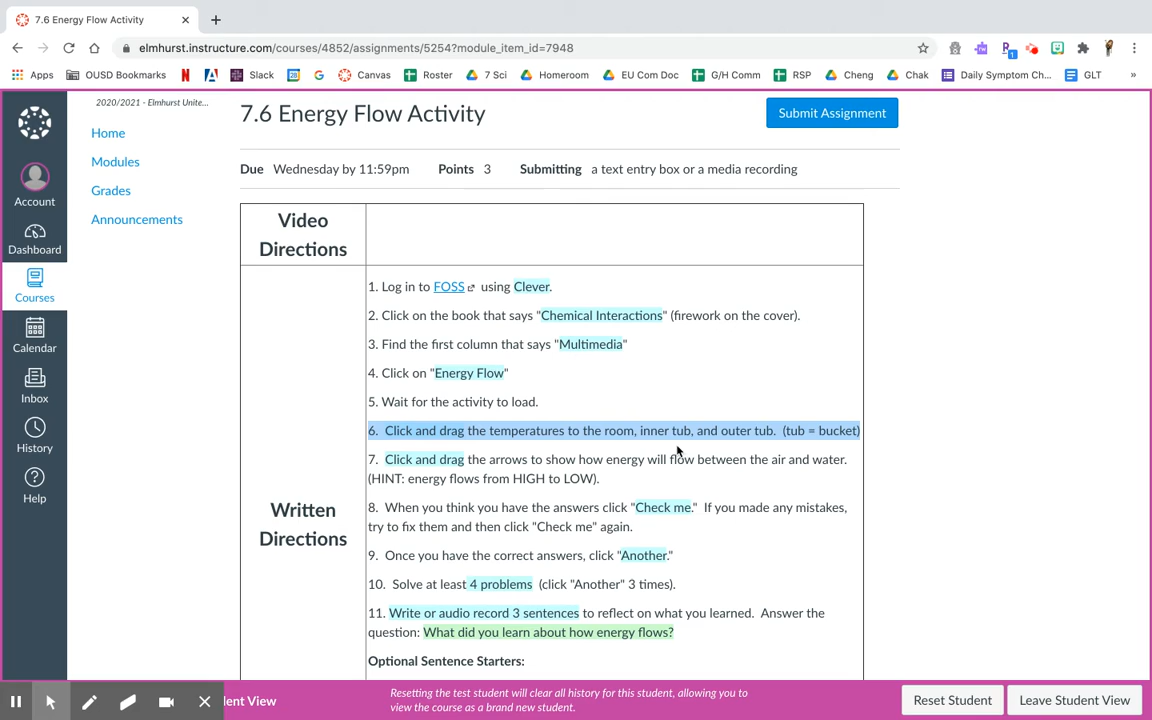 7.6 Energy Flow Activity
elmhurst.instructure.com/courses/4852/assignments/5254?module_item_id=7948
Apps OUSD Bookmarks Slack Canvas Roster 7 Sci Homeroom EU Com Doc G/H Comm RSP Cheng Chak Daily Symptom Ch... GLT »
2020/2021 - Elmhurst Unite...
Home
Modules
Grades
Announcements
Account
Dashboard
Courses
Calendar
Inbox
History
Help
7.6 Energy Flow Activity
Submit Assignment
Due Wednesday by 11:59pm Points 3 Submitting a text entry box or a media recording
Video
Directions
Written
Directions
1. Log in to FOSS using Clever.
2. Click on the book that says "Chemical Interactions" (firework on the cover).
3. Find the first column that says "Multimedia"
4. Click on "Energy Flow"
5. Wait for the activity to load.
6. Click and drag the temperatures to the room, inner tub, and outer tub. (tub = bucket)
7. Click and drag the arrows to show how energy will flow between the air and water.
(HINT: energy flows from HIGH to LOW).
8. When you think you have the answers click "Check me." If you made any mistakes,
try to fix them and then click "Check me" again.
9. Once you have the correct answers, click "Another."
10. Solve at least 4 problems (click "Another" 3 times).
11. Write or audio record 3 sentences to reflect on what you learned. Answer the
question: What did you learn about how energy flows?
Optional Sentence Starters:
dent View
Resetting the test student will clear all history for this student, allowing you to
view the course as a brand new student.
Reset Student
Leave Student View